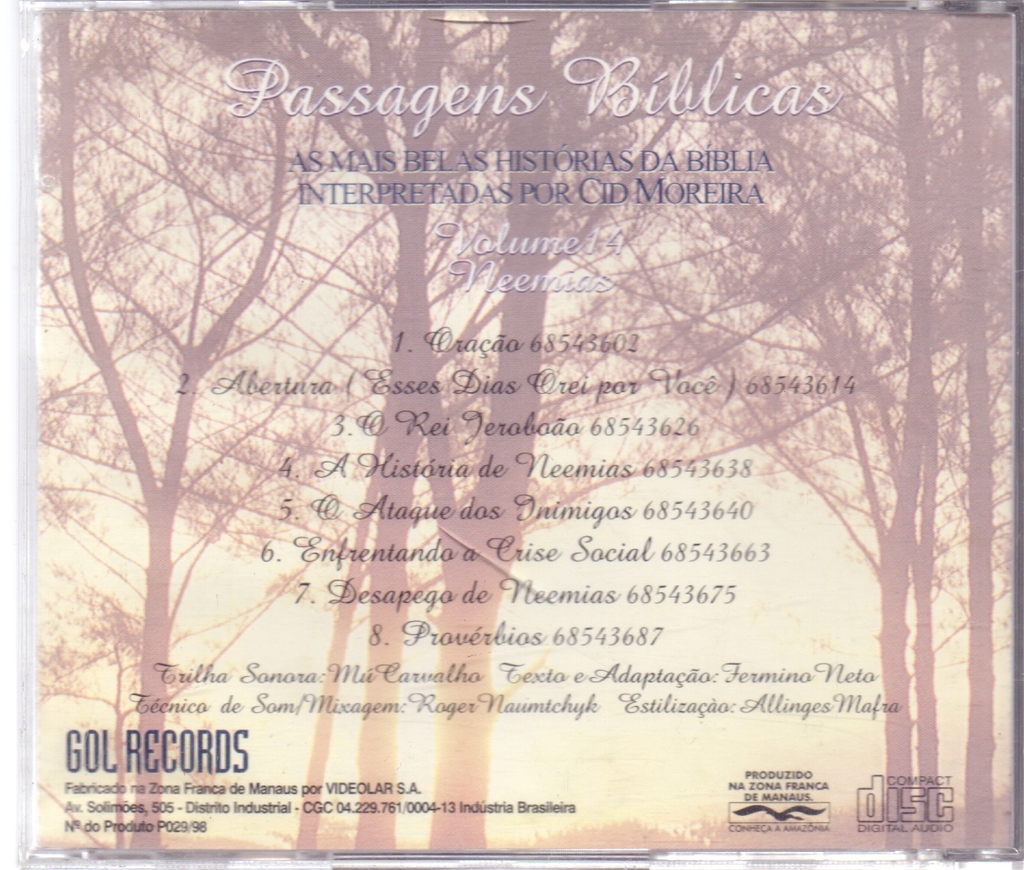 Passagens Bíblicas
AS MAIS BELAS HISTÓRIAS DA BÍBLIA
INTERPRETADAS POR CID MOREIRA
Volume 14
Neemias
1. Oração 68543602
2. Abertura ( Esses Dias Orei por Você ) 68543614
3.O Rei Jeroboão 68543626
4. A História de Neemias 68543638
5. O Ataque dos Inimigos 68543640
6. Enfrentando a Crise Social 68543663
7. Desapego de Neemias 68543675
8. Provérbios 68543687
Trilha Sonora: Mú Carvalho Texto e Adaptação: Fermino Neto
Técnico de Som/Mixagem: Roger Naumtchyk Estilização: Allinges Mafra
GOL RECORDS
Fabricado na Zona Franca de Manaus por VIDEOLAR S.A.
Av. Solimões, 505 - Distrito Industrial - CGC 04.229.761/0004-13 Indústria Brasileira
Nº do Produto P029/98
PRODUZIDO
NA ZONA FRANCA
DE MANAUS.
CONHEÇA A AMAZÔNIA
COMPACT
disc
DIGITAL AUDIO